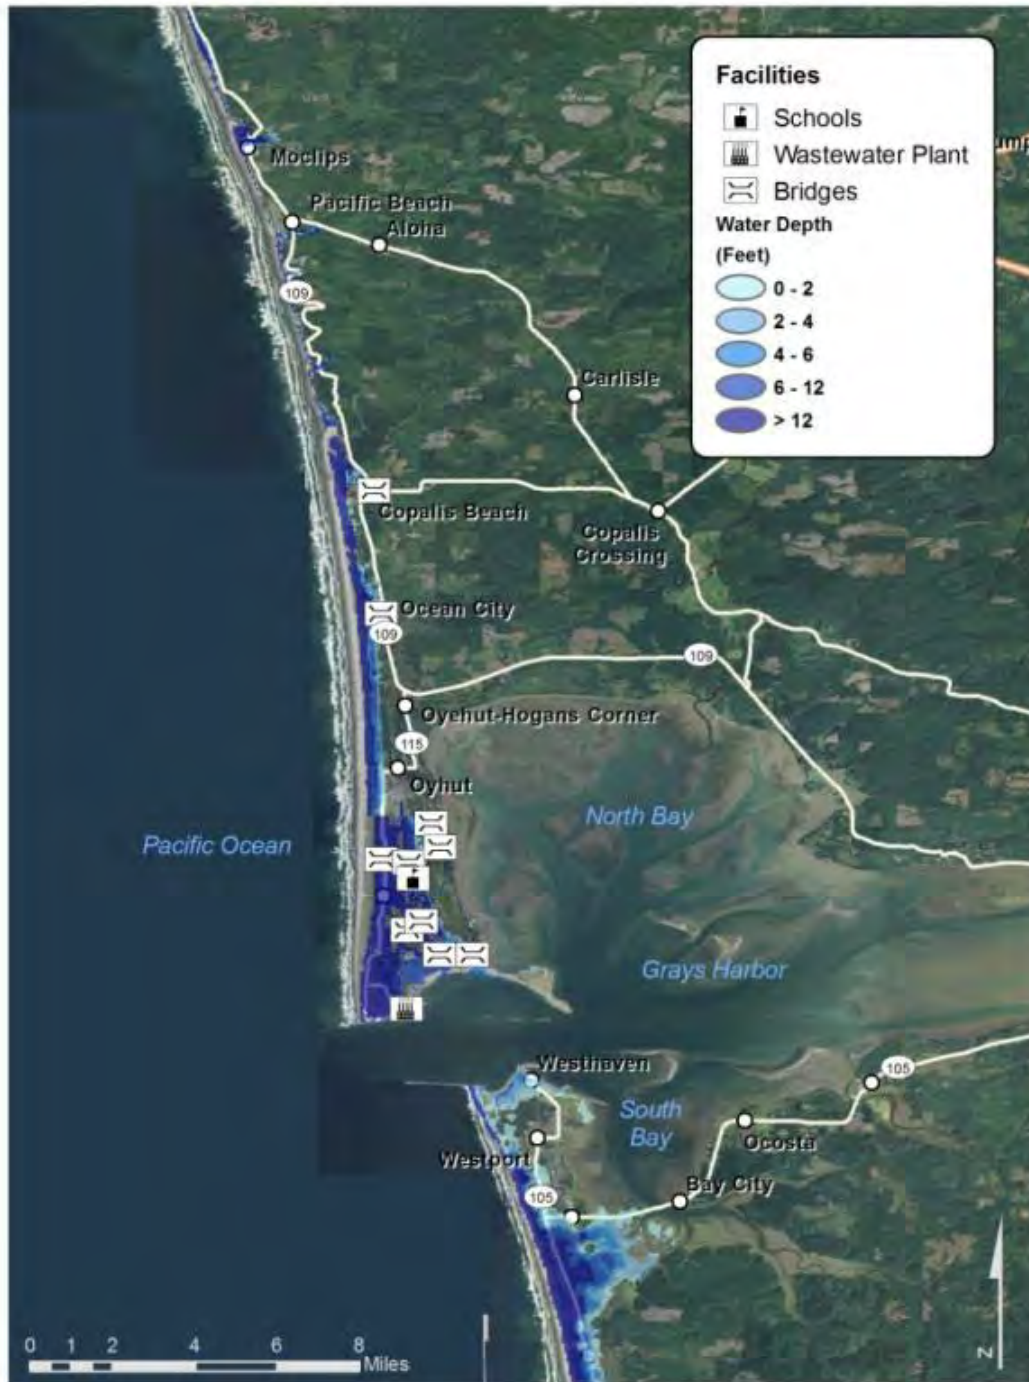 Facilities
Schools
Wastewater Plant
Bridges
Water Depth
(Feet)
0 - 2
2 - 4
4 - 6
6 - 12
> 12
Moclips
Pacific Beach
Aloha
109
Carlisle
Copalis Beach
Copalis
Crossing
Ocean City
109
109
Oyehut-Hogans Corner
115
Oyhut
North Bay
Pacific Ocean
Grays Harbor
Westhaven
105
South
Bay
Ocosta
Westport
Bay City
105
0 2 4 6 8
Miles
N